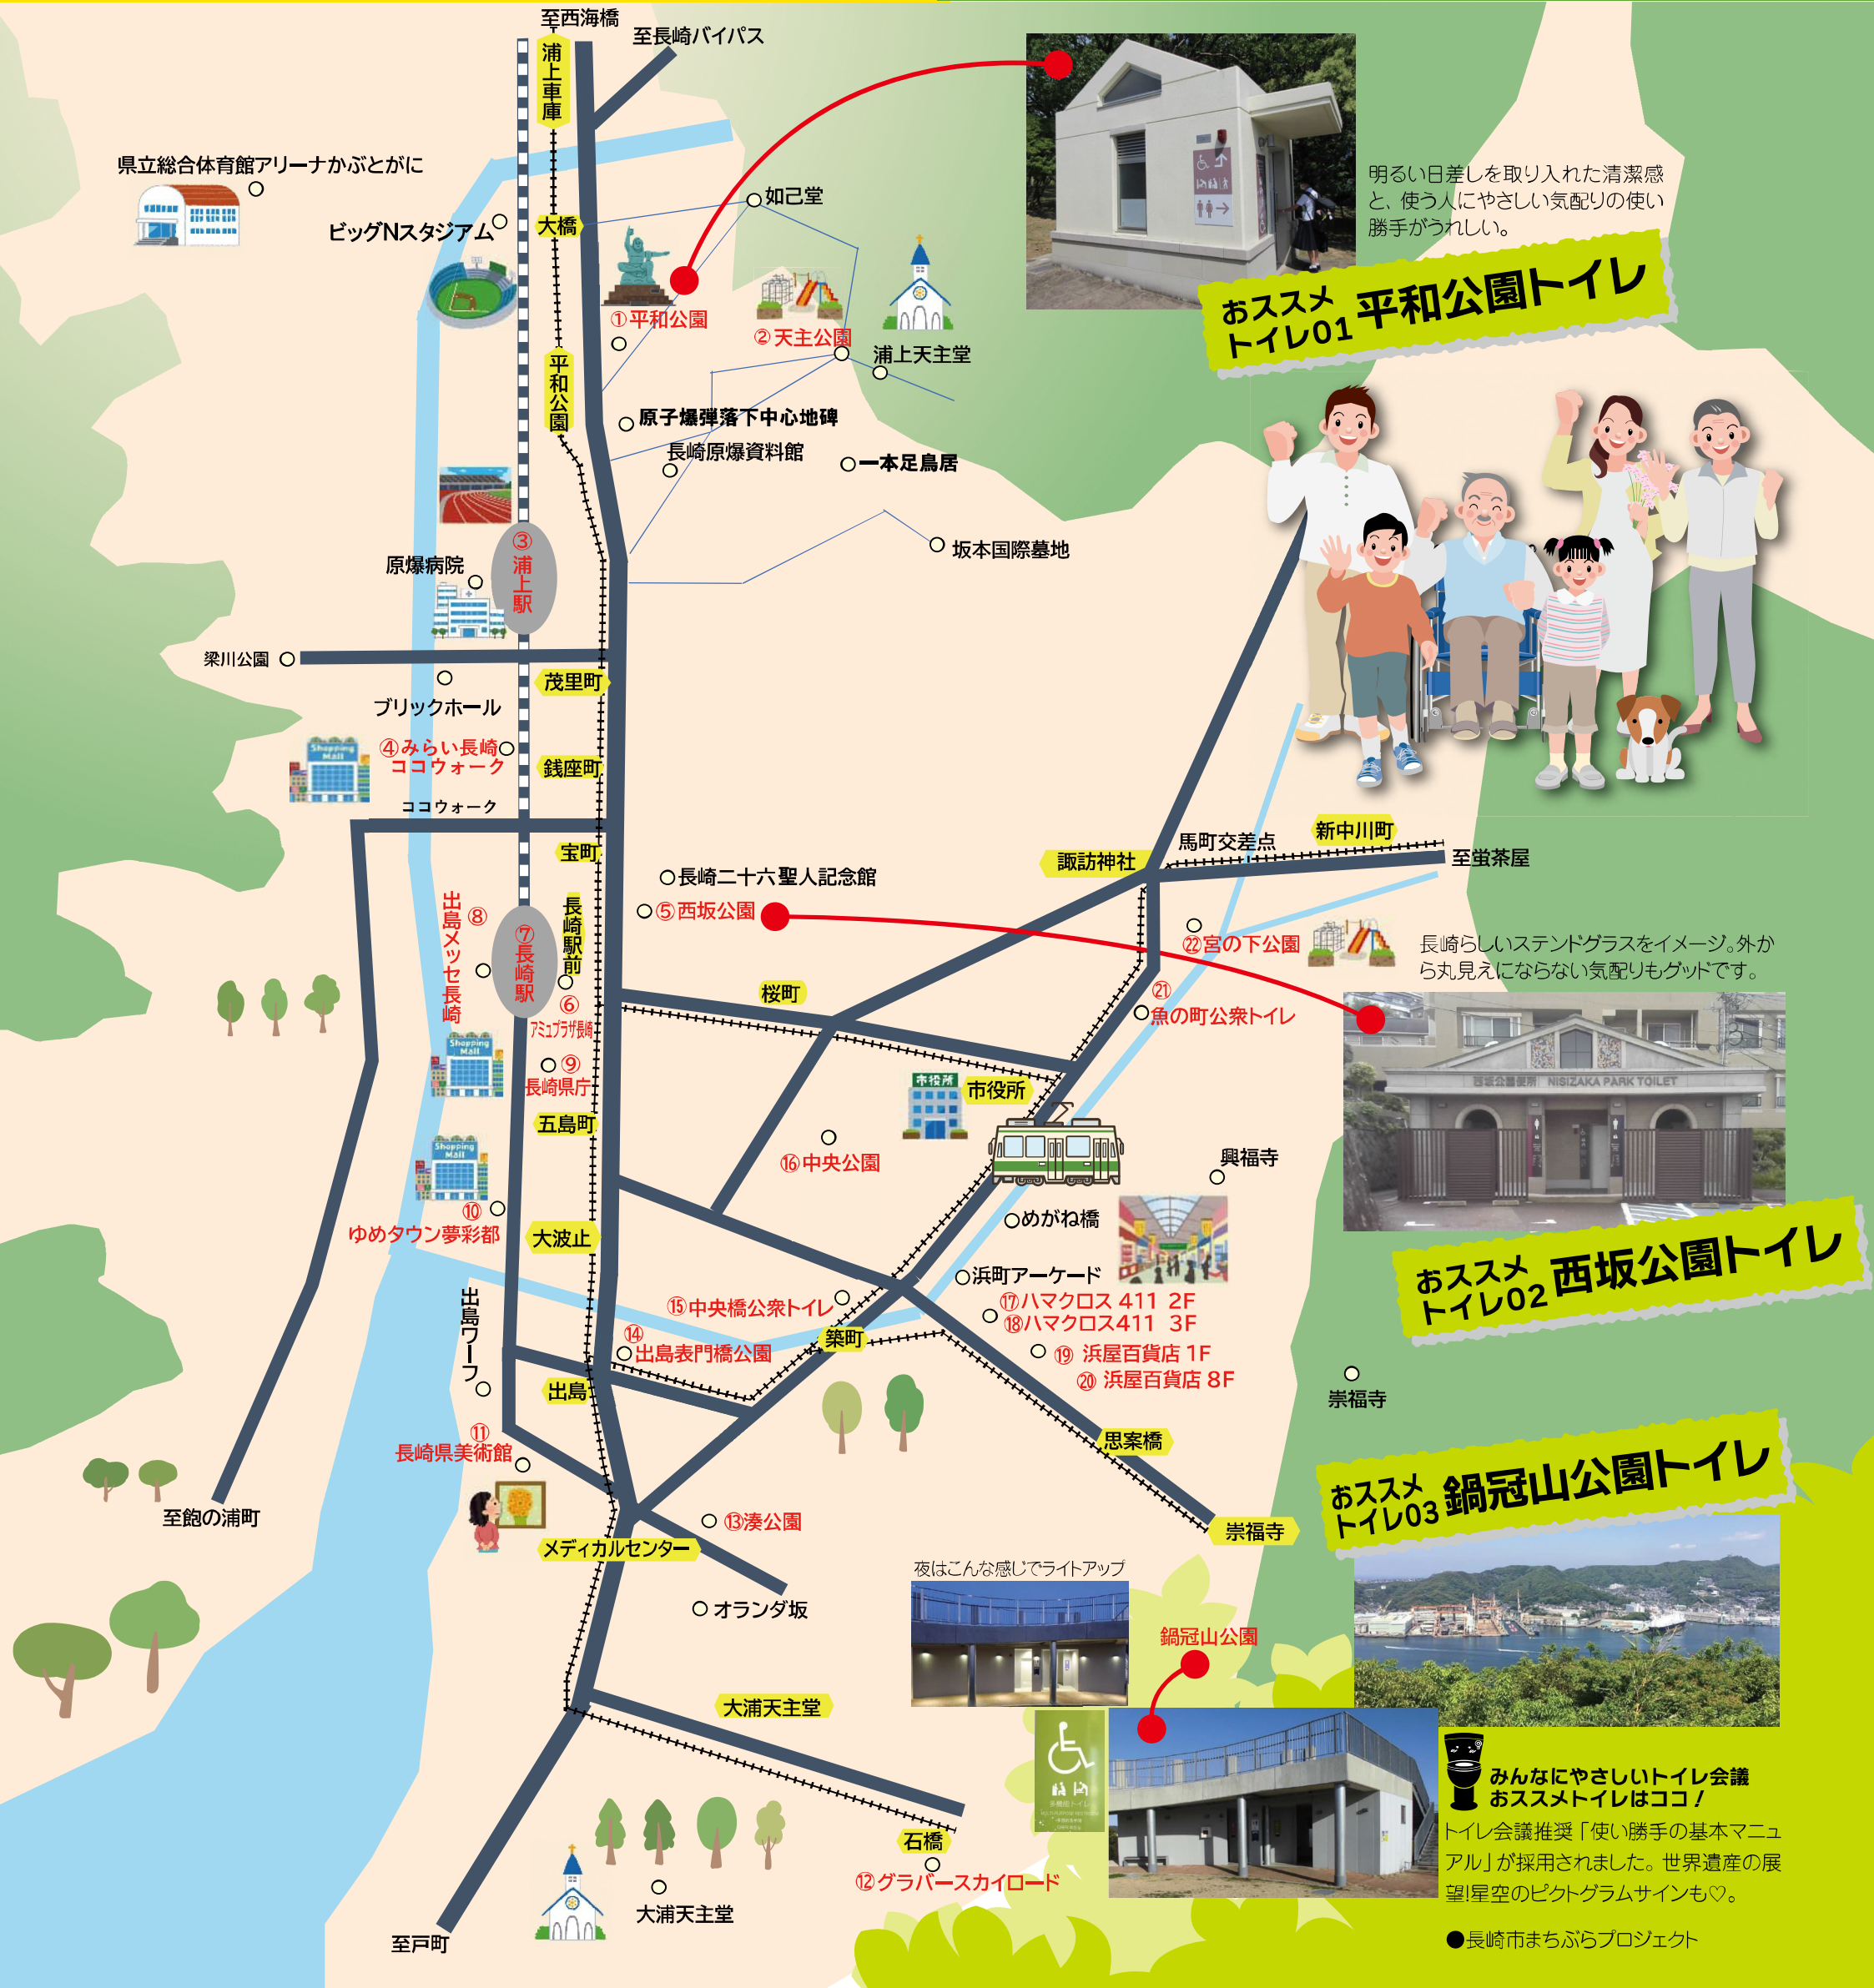 至西海橋
至長崎バイパス
浦上車庫
県立総合体育館アリーナかぶとがに
ビッグNスタジアム
大橋
如己堂
①平和公園
②天主公園
浦上天主堂
平和公園
原子爆弾落下中心地碑
長崎原爆資料館
一本足鳥居
坂本国際墓地
原爆病院
③浦上駅
梁川公園
茂里町
ブリックホール
④みらい長崎
ココウォーク
Shopping
Mall
銭座町
ココウォーク
宝町
長崎二十六聖人記念館
⑤西坂公園
諏訪神社
馬町交差点
新中川町
至蛍茶屋
⑧
出島メッセ長崎
⑦長崎駅
長崎駅前
⑥
アミュプラザ長崎
㉒宮の下公園
桜町
㉑
魚の町公衆トイレ
Shopping
Mall
⑨
長崎県庁
市役所
市役所
五島町
Shopping
Mall
⑯中央公園
興福寺
⑩
ゆめタウン夢彩都
大波止
めがね橋
浜町アーケード
⑰ハマクロス 411 2F
⑱ハマクロス411 3F
出島ワーフ
⑮中央橋公衆トイレ
築町
⑭
出島表門橋公園
⑲ 浜屋百貨店 1F
⑳ 浜屋百貨店 8F
出島
崇福寺
⑪
長崎県美術館
思案橋
至飽の浦町
⑬湊公園
崇福寺
メディカルセンター
オランダ坂
大浦天主堂
石橋
⑫グラバースカイロード
大浦天主堂
至戸町
明るい日差しを取り入れた清潔感
と、使う人にやさしい気配りの使い
勝手がうれしい。
おススメ
トイレ01 平和公園トイレ
長崎らしいステンドグラスをイメージ。外か
ら丸見えにならない気配りもグッドです。
西坂公園便所 NISIZAKA PARK TOILET
おススメ
トイレ02 西坂公園トイレ
おススメ
トイレ03 鍋冠山公園トイレ
夜はこんな感じでライトアップ
鍋冠山公園
多機能トイレ
みんなにやさしいトイレ会議
おススメトイレはココ！
トイレ会議推奨「使い勝手の基本マニュ
アル」が採用されました。世界遺産の展
望!星空のピクトグラムサインも♡。
●長崎市まちぶらプロジェクト